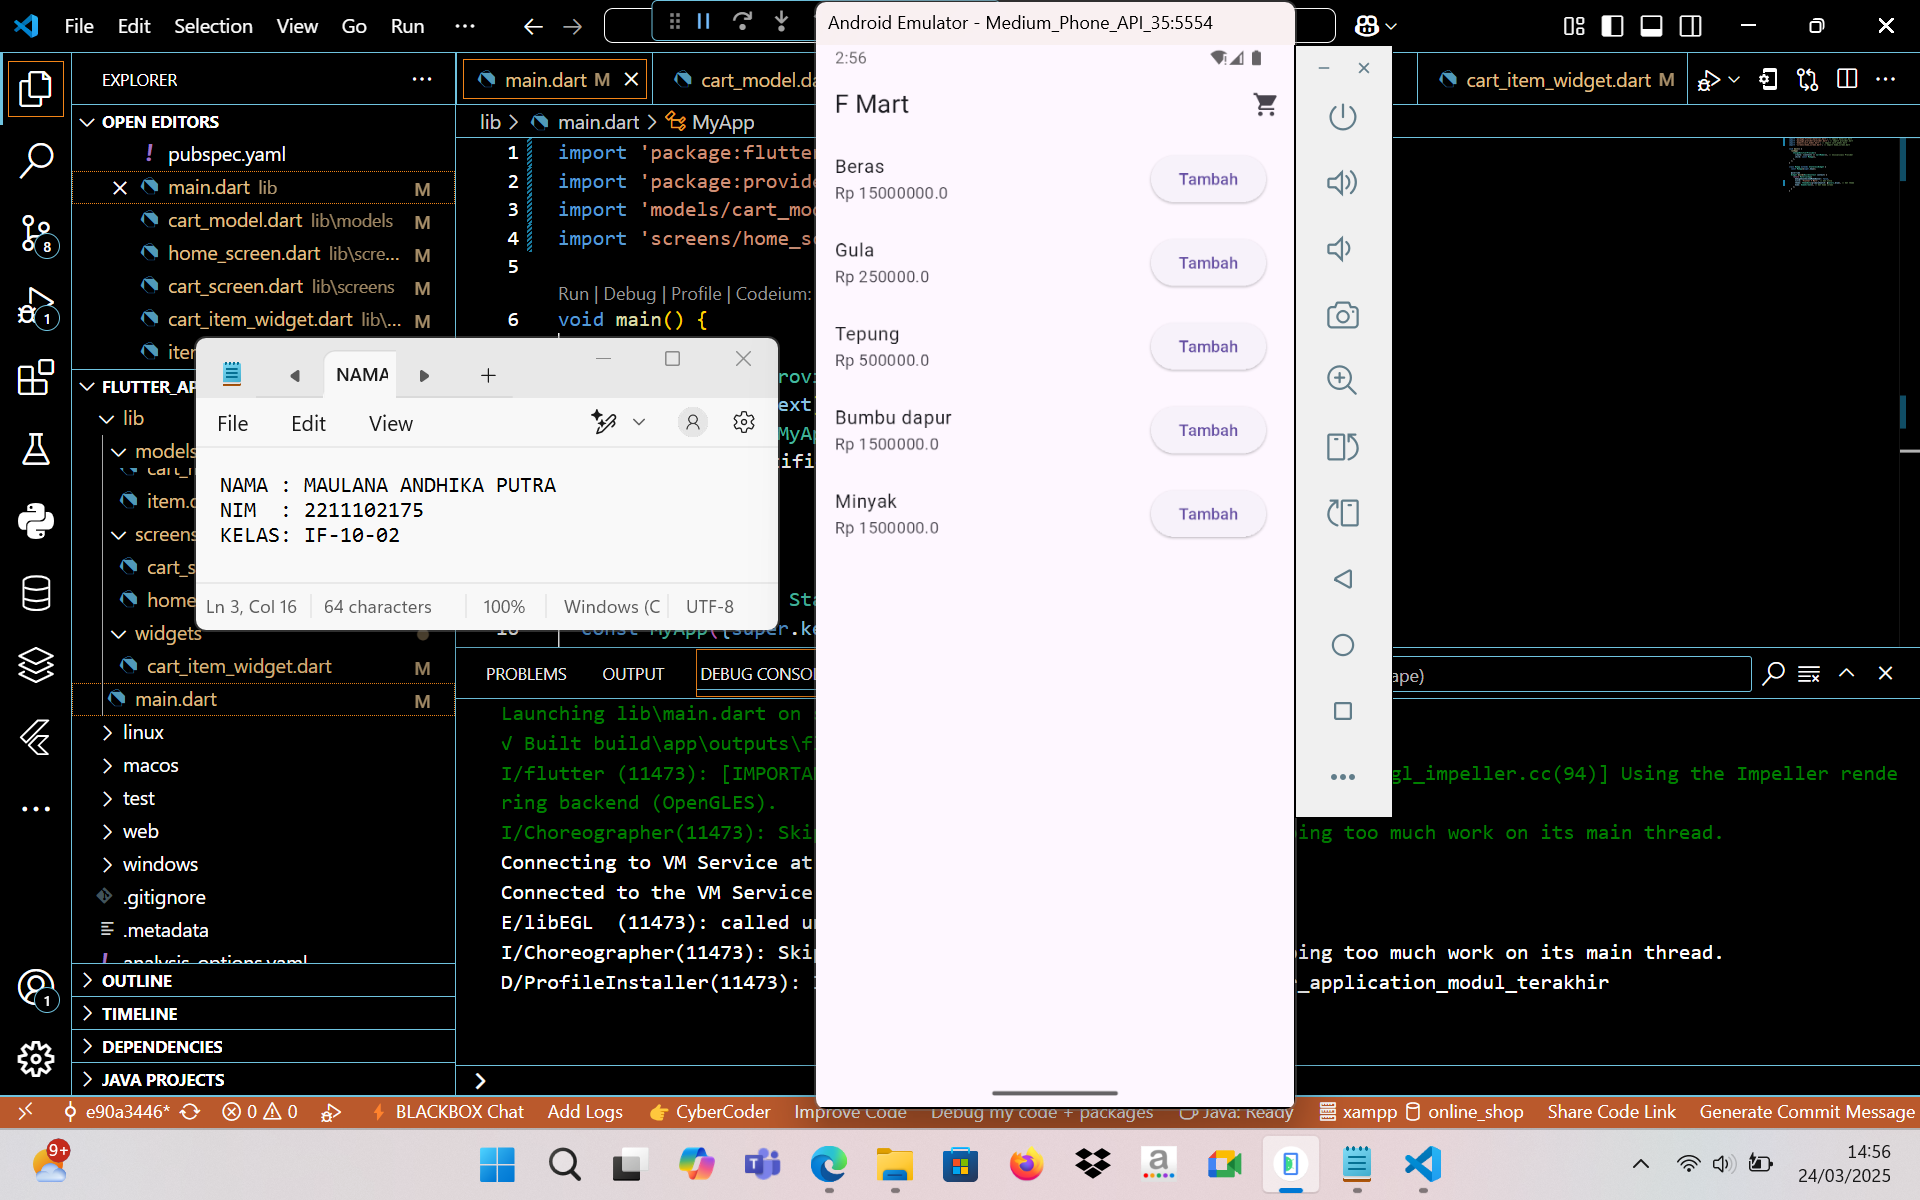 File Edit Selection View Go Run
Android Emulator - Medium_Phone_API_35:5554
EXPLORER
main.dart M
cart_model.da
cart_item_widget.dart M
OPEN EDITORS
! pubspec.yaml
main.dart lib M
cart_model.dart lib\models M
home_screen.dart lib\scre... M
cart_screen.dart lib\screens M
cart_item_widget.dart lib\... M
FLUTTER_AP
lib
models
item.d
screens
cart_s
home
widgets
cart_item_widget.dart M
main.dart M
linux
macos
test
web
windows
.gitignore
.metadata
analysis_options.yaml
OUTLINE
TIMELINE
DEPENDENCIES
JAVA PROJECTS
lib > main.dart > MyApp
1 import 'package:flutter
2 import 'package:provide
3 import 'models/cart_mo
4 import 'screens/home_sc
5
Run | Debug | Profile | Codeium:
6 void main() {
NAMA
File Edit View
NAMA : MAULANA ANDHIKA PUTRA
NIM : 2211102175
KELAS: IF-10-02
Ln 3, Col 16 64 characters 100% Windows (C UTF-8
const MyApp({super.ke
2:56
F Mart
Beras
Rp 15000000.0
Tambah
Gula
Rp 250000.0
Tambah
Tepung
Rp 500000.0
Tambah
Bumbu dapur
Rp 1500000.0
Tambah
Minyak
Rp 1500000.0
Tambah
PROBLEMS OUTPUT DEBUG CONSOL
ape)
Launching lib\main.dart on
√ Built build\app\outputs\f
I/flutter (11473): [IMPORTA gl_impeller.cc(94)] Using the Impeller rende
ring backend (OpenGLES).
I/Choreographer(11473): Ski ing too much work on its main thread.
Connecting to VM Service at
Connected to the VM Service
E/libEGL (11473): called u
I/Choreographer(11473): Ski ing too much work on its main thread.
D/ProfileInstaller(11473): _application_modul_terakhir
e90a3446* 0 0 BLACKBOX Chat Add Logs CyberCoder Improve Code Debug my code + packages Java: Ready xampp online_shop Share Code Link Generate Commit Message
9+
14:56
24/03/2025